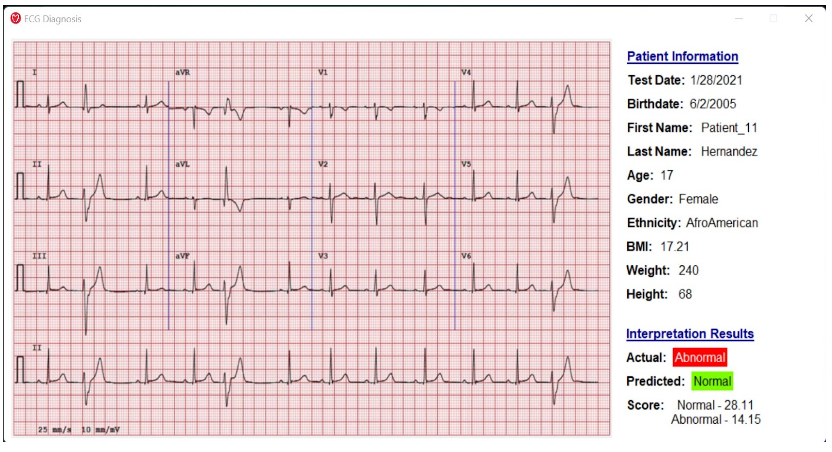 ECG Diagnosis
I aVR V1 V4
II aVL V2 V5
III aVF V3 V6
II
25 mm/s 10 mm/mV
Patient Information
Test Date: 1/28/2021
Birthdate: 6/2/2005
First Name: Patient_11
Last Name: Hernandez
Age: 17
Gender: Female
Ethnicity: AfroAmerican
BMI: 17.21
Weight: 240
Height: 68
Interpretation Results
Actual: Abnormal
Predicted: Normal
Score: Normal - 28.11
Abnormal - 14.15